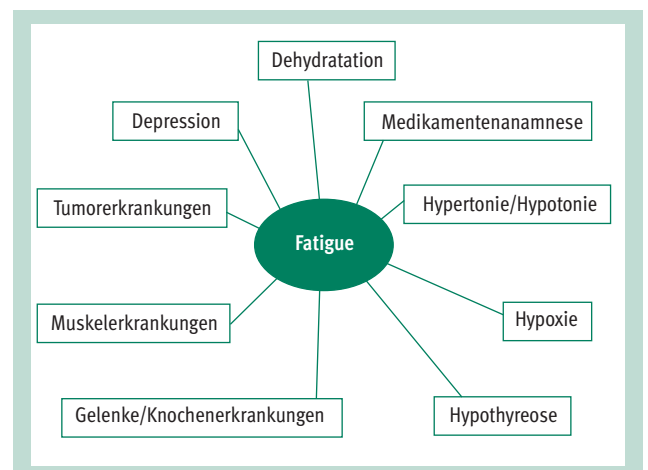 Dehydratation
Depression
Medikamentenanamnese
Tumorerkrankungen
Hypertonie/Hypotonie
Fatigue
Muskelerkrankungen
Hypoxie
Gelenke/Knochenerkrankungen
Hypothyreose